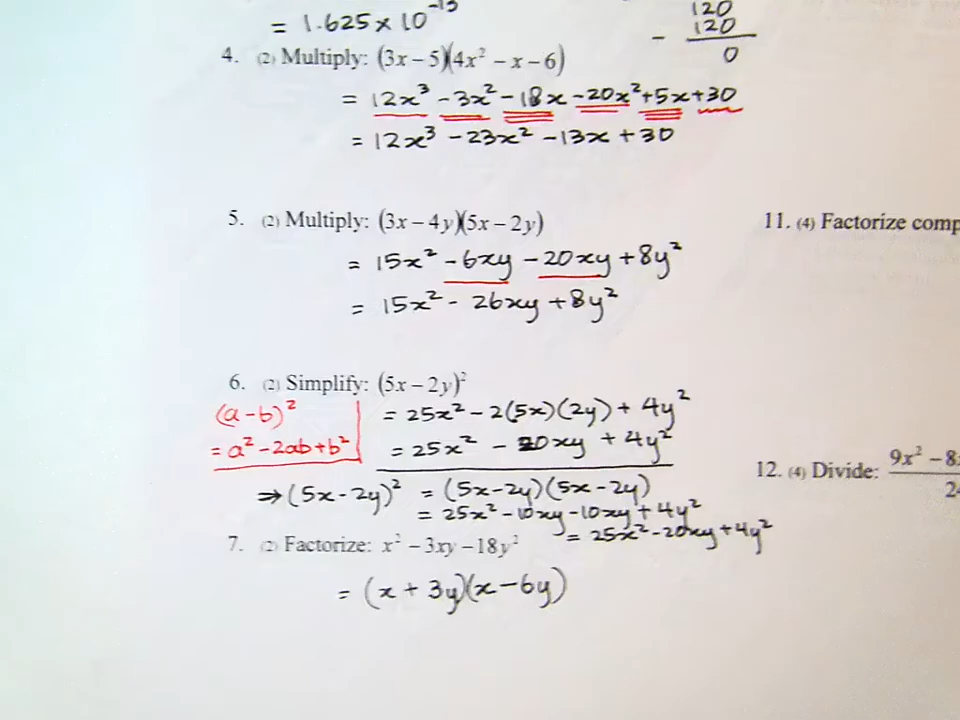 = 1.625 × 10⁻¹³
120
120
−
0
4. (2) Multiply: (3x − 5)(4x² − x − 6)
= 12x³ − 3x² − 18x − 20x² + 5x + 30
= 12x³ − 23x² − 13x + 30
5. (2) Multiply: (3x − 4y)(5x − 2y)
= 15x² − 6xy − 20xy + 8y²
= 15x² − 26xy + 8y²
6. (2) Simplify: (5x − 2y)²
(a − b)²
= a² − 2ab + b²
= 25x² − 2(5x)(2y) + 4y²
= 25x² − 20xy + 4y²
⇒ (5x − 2y)² = (5x − 2y)(5x − 2y)
= 25x² − 10xy − 10xy + 4y²
= 25x² − 20xy + 4y²
7. (2) Factorize: x² − 3xy − 18y²
= (x + 3y)(x − 6y)
11. (4) Factorize comp
12. (4) Divide: 9x² − 8
24